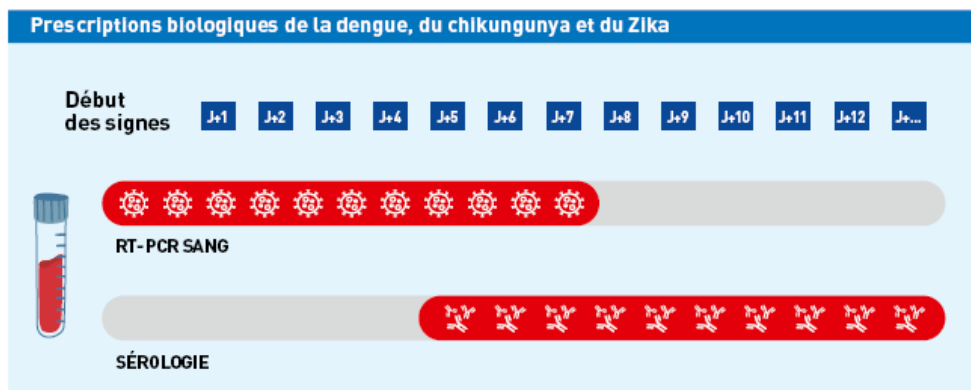 Prescriptions biologiques de la dengue, du chikungunya et du Zika
Début
des signes
J+1 J+2 J+3 J+4 J+5 J+6 J+7 J+8 J+9 J+10 J+11 J+12 J+...
RT-PCR SANG
SÉROLOGIE